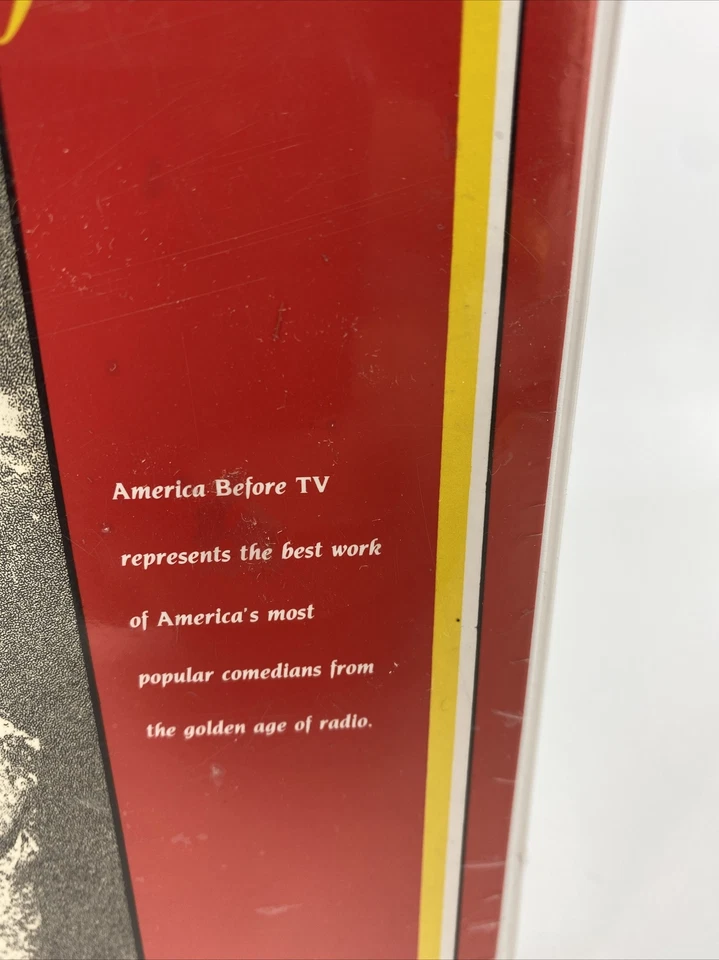 America Before TV
represents the best work
of America's most
popular comedians from
the golden age of radio.